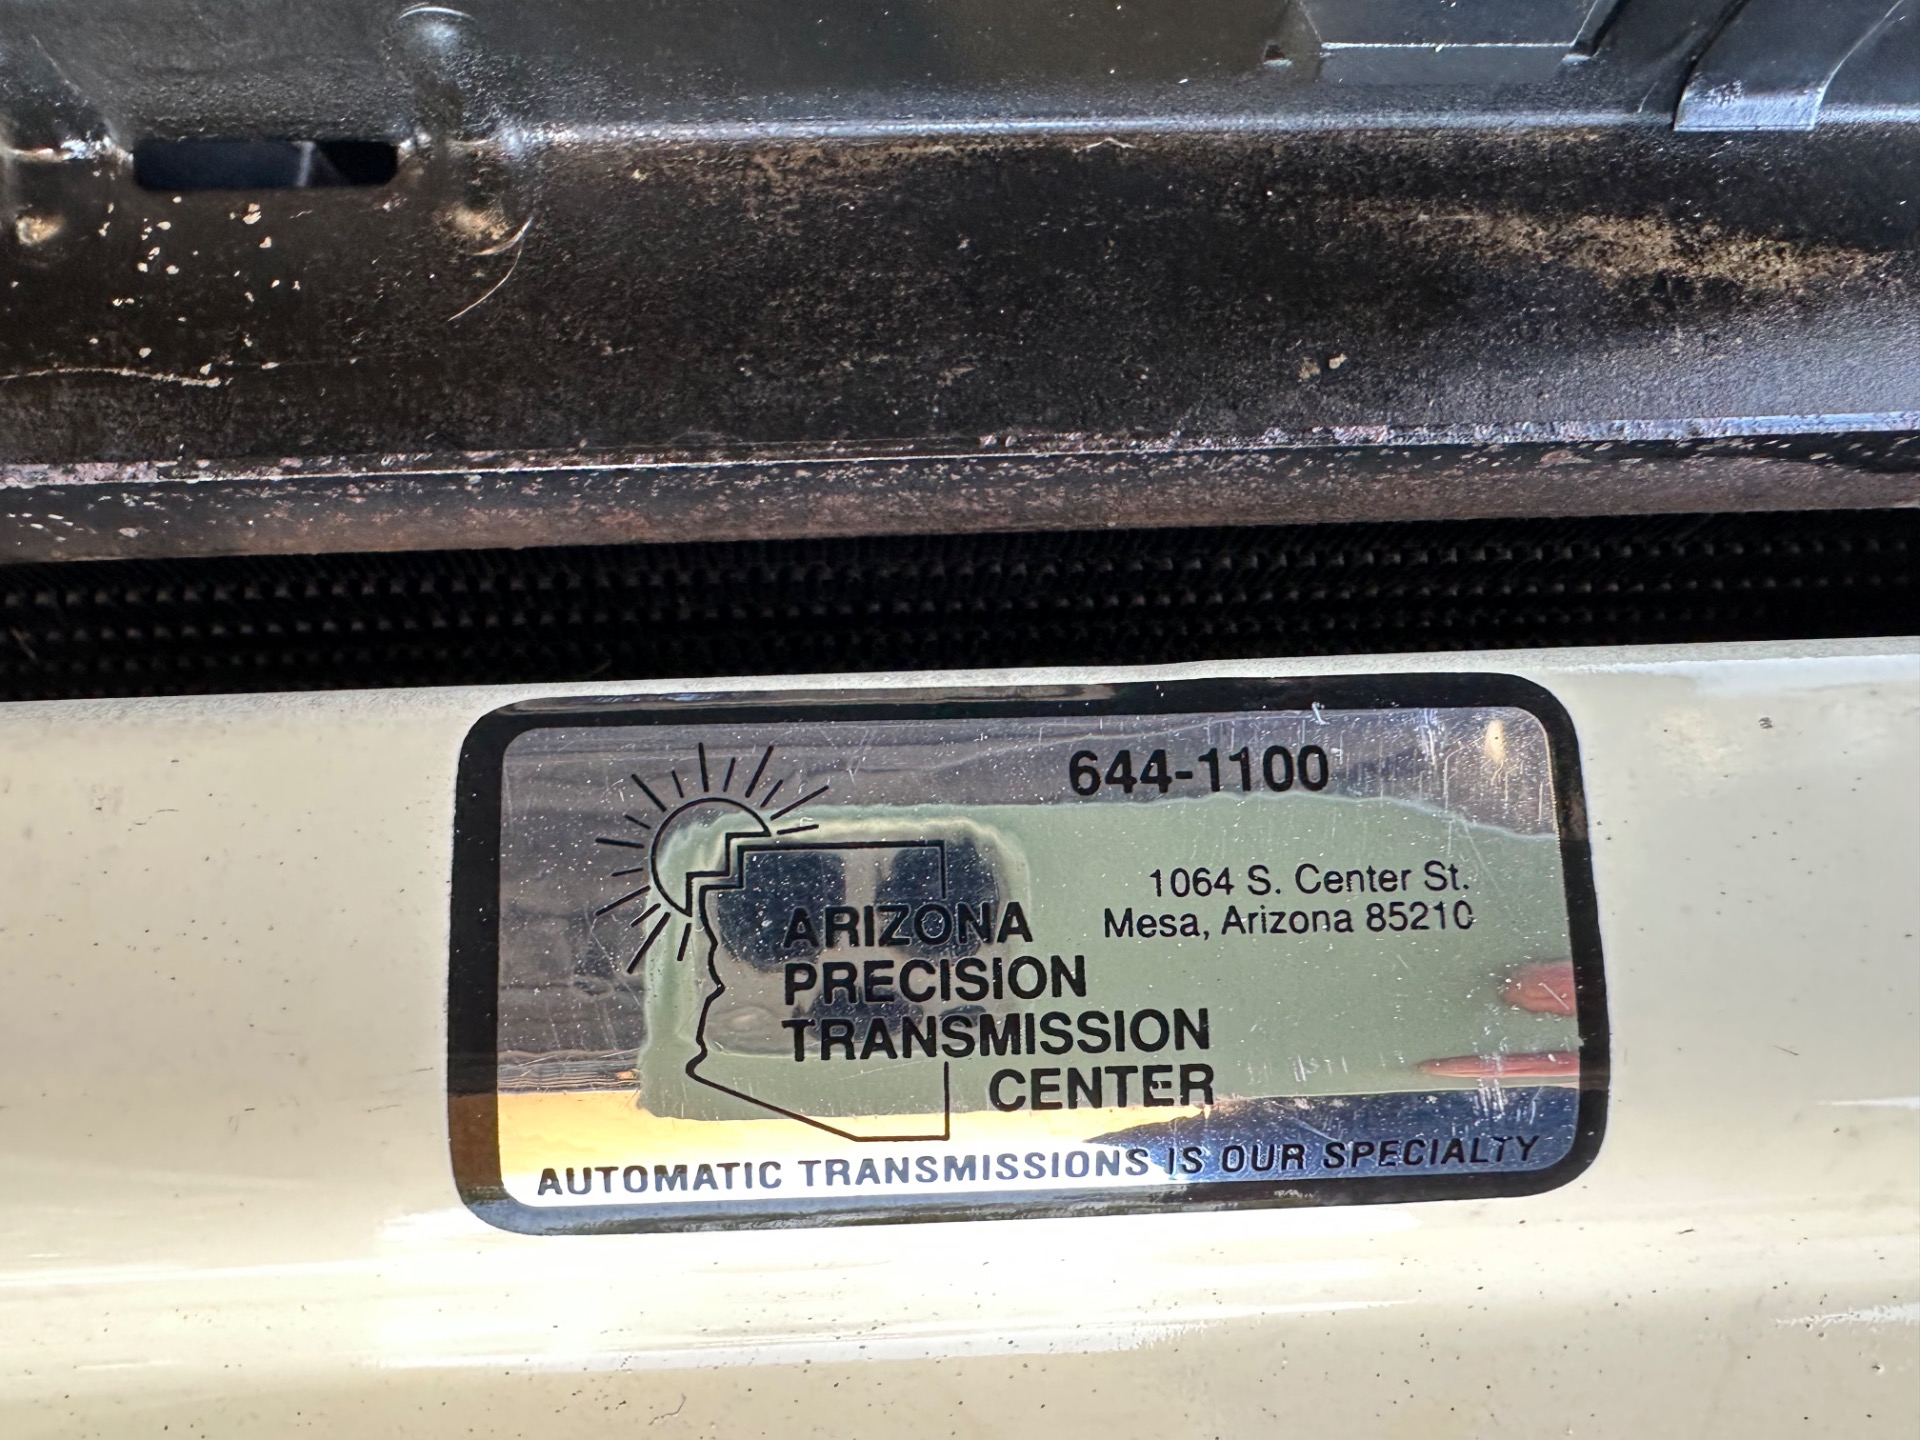 644-1100
1064 S. Center St.
Mesa, Arizona 85210
ARIZONA
PRECISION
TRANSMISSION
CENTER
AUTOMATIC TRANSMISSIONS IS OUR SPECIALTY